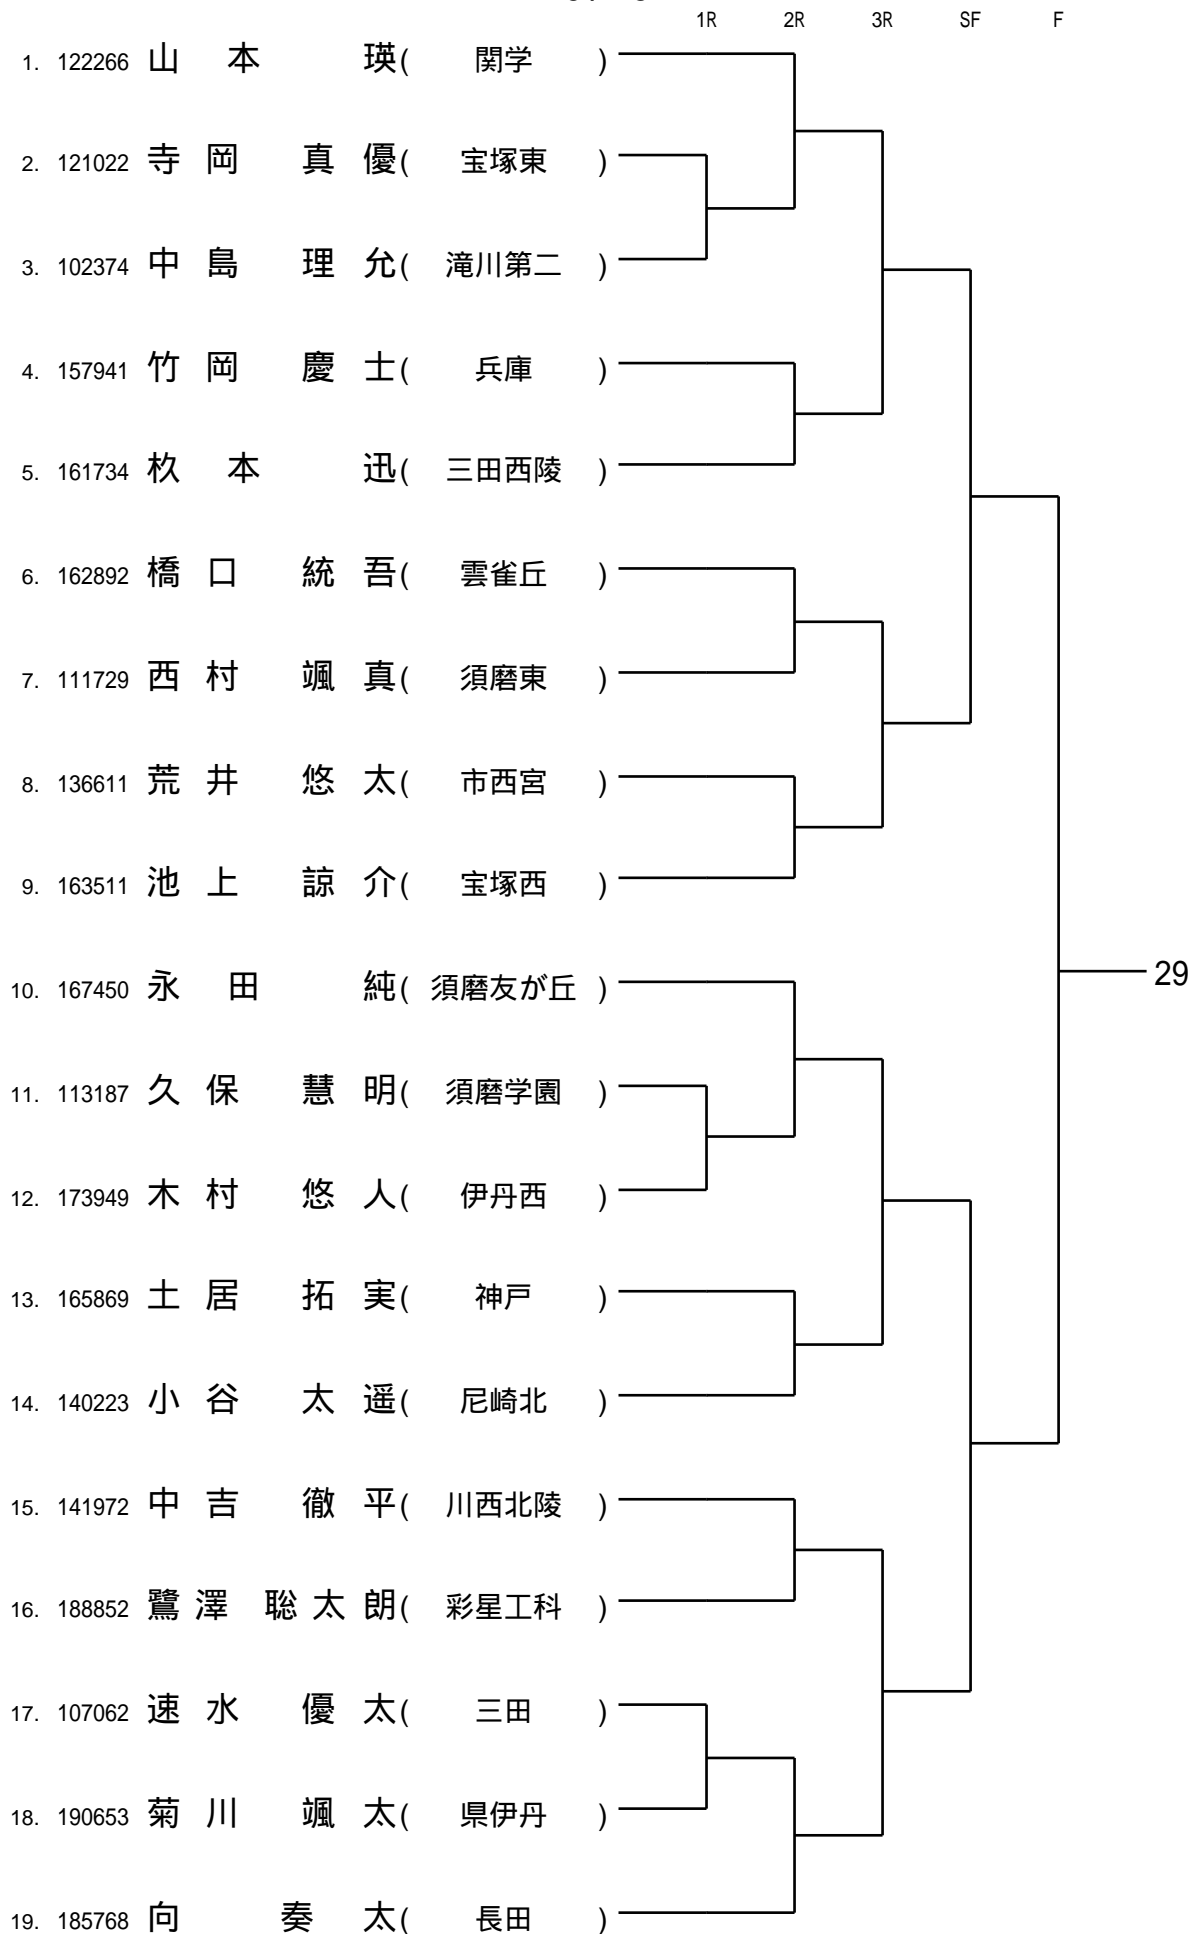 1R 2R 3R SF F
1. 122266 山本 瑛( 関学 )
2. 121022 寺岡 真優( 宝塚東 )
3. 102374 中島 理允( 滝川第二 )
4. 157941 竹岡 慶士( 兵庫 )
5. 161734 杦本 迅( 三田西陵 )
6. 162892 橋口 統吾( 雲雀丘 )
7. 111729 西村 颯真( 須磨東 )
8. 136611 荒井 悠太( 市西宮 )
9. 163511 池上 諒介( 宝塚西 )
29
10. 167450 永田 純( 須磨友が丘 )
11. 113187 久保 慧明( 須磨学園 )
12. 173949 木村 悠人( 伊丹西 )
13. 165869 土居 拓実( 神戸 )
14. 140223 小谷 太遥( 尼崎北 )
15. 141972 中吉 徹平( 川西北陵 )
16. 188852 鷺澤 聡太朗( 彩星工科 )
17. 107062 速水 優太( 三田 )
18. 190653 菊川 颯太( 県伊丹 )
19. 185768 向 奏太( 長田 )